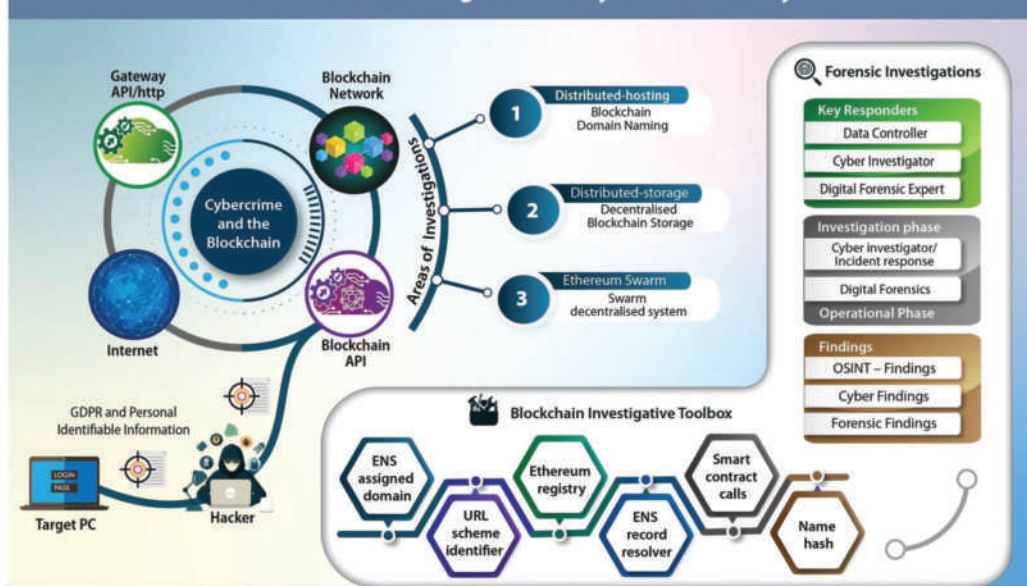 Gateway
API/http
Blockchain
Network
Cybercrime
and the
Blockchain
Internet
Blockchain
API
Areas of Investigations
1
Distributed-hosting
Blockchain
Domain Naming
2
Distributed-storage
Decentralised
Blockchain Storage
3
Ethereum Swarm
Swarm
decentralised system
GDPR and Personal
Identifiable Information
LOGIN
PASS
Target PC
Hacker
Forensic Investigations
Key Responders
Data Controller
Cyber Investigator
Digital Forensic Expert
Investigation phase
Cyber investigator/
Incident response
Digital Forensics
Operational Phase
Findings
OSINT – Findings
Cyber Findings
Forensic Findings
Blockchain Investigative Toolbox
ENS
assigned
domain
URL
scheme
identifier
Ethereum
registry
ENS
record
resolver
Smart
contract
calls
Name
hash